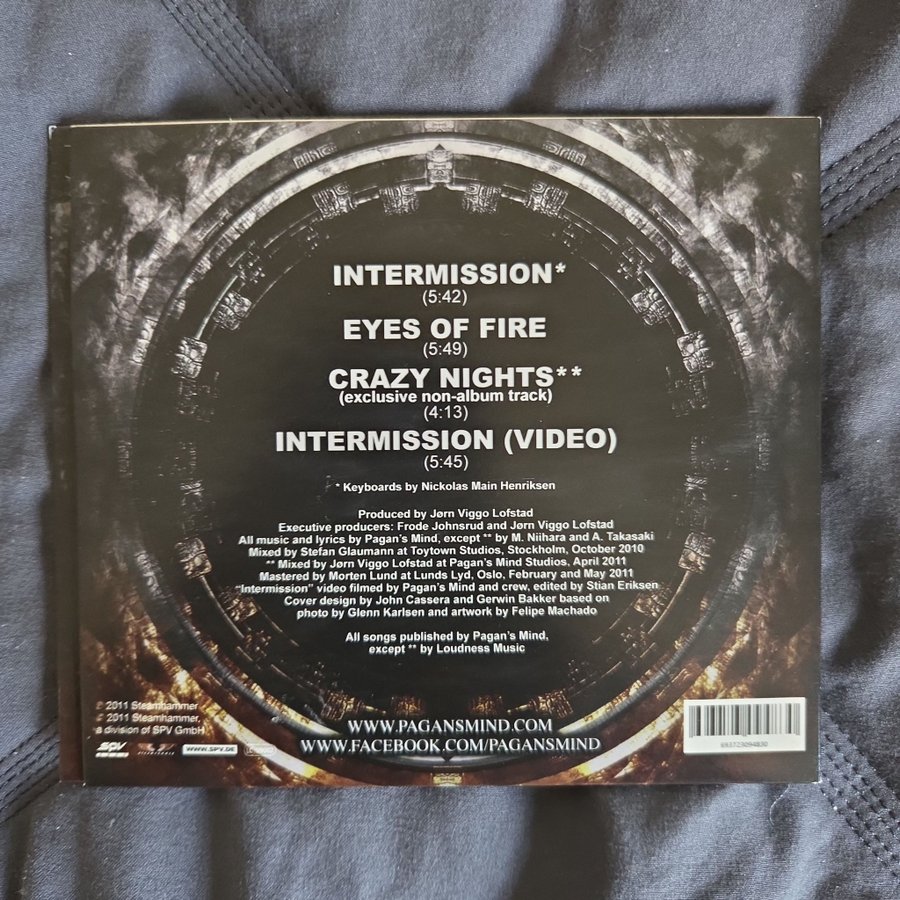 INTERMISSION*
(5:42)
EYES OF FIRE
(5:49)
CRAZY NIGHTS**
(exclusive non-album track)
(4:13)
INTERMISSION (VIDEO)
(5:45)
* Keyboards by Nickolas Main Henriksen
Produced by Jørn Viggo Lofstad
Executive producers: Frode Johnsrud and Jørn Viggo Lofstad
All music and lyrics by Pagan's Mind, except ** by M. Niihara and A. Takasaki
Mixed by Stefan Glaumann at Toytown Studios, Stockholm, October 2010
** Mixed by Jørn Viggo Lofstad at Pagan's Mind Studios, April 2011
Mastered by Morten Lund at Lunds Lyd, Oslo, February and May 2011
"Intermission" video filmed by Pagan's Mind and crew, edited by Stian Eriksen
Cover design by John Cassera and Gerwin Bakker based on
photo by Glenn Karlsen and artwork by Felipe Machado
All songs published by Pagan's Mind,
except ** by Loudness Music
℗ 2011 Steamhammer
© 2011 Steamhammer,
a division of SPV GmbH
SPV
WWW.SPV.DE
WWW.PAGANSMIND.COM
WWW.FACEBOOK.COM/PAGANSMIND
693723094830